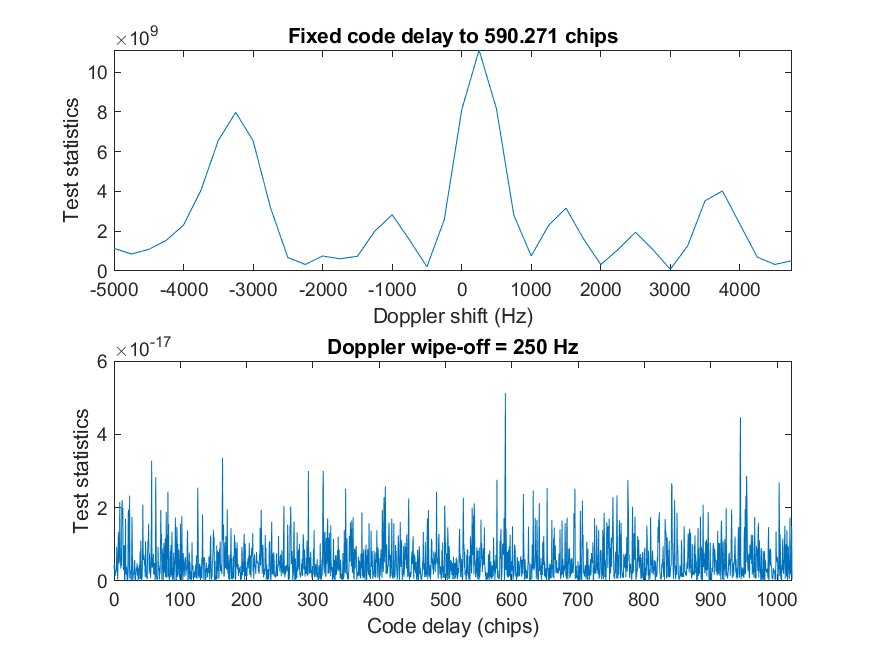 ×10⁹
Fixed code delay to 590.271 chips
Test statistics
10
8
6
4
2
0
-5000 -4000 -3000 -2000 -1000 0 1000 2000 3000 4000
Doppler shift (Hz)
×10⁻¹⁷
Doppler wipe-off = 250 Hz
Test statistics
6
4
2
0
0 100 200 300 400 500 600 700 800 900 1000
Code delay (chips)